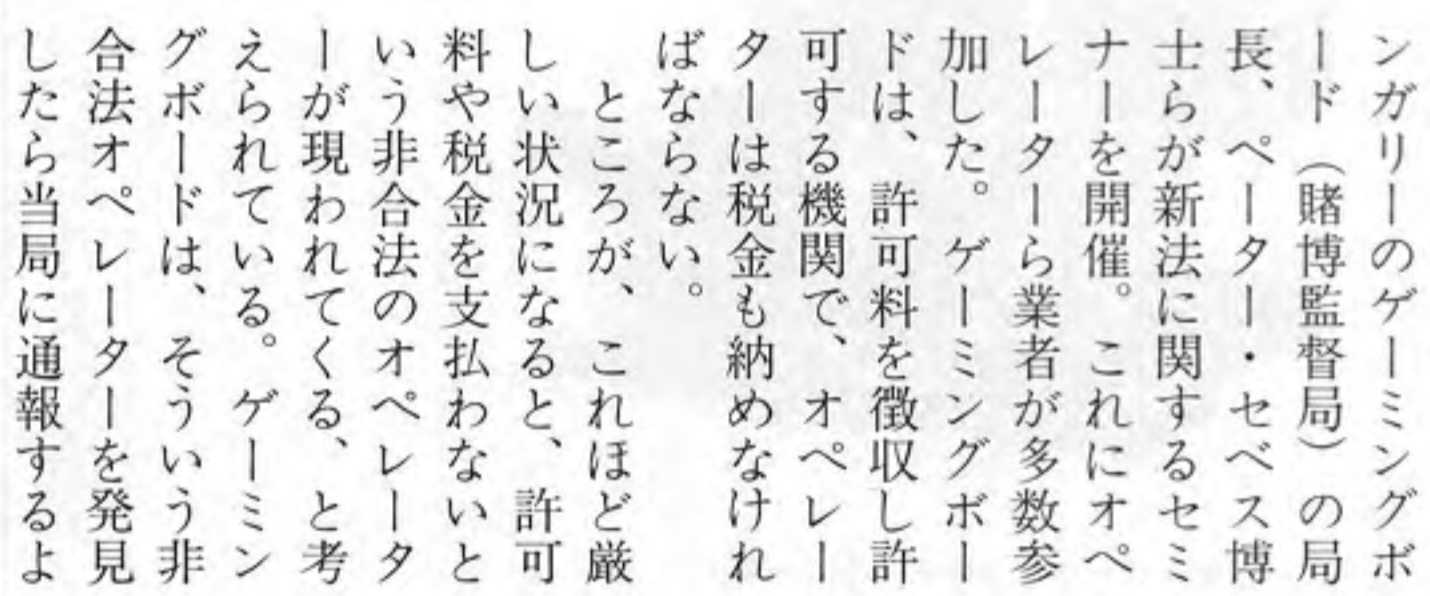 ンガリーのゲーミングボ
ード（賭博監督局）の局
長、ペーター・セベス博
士らが新法に関するセミ
ナーを開催。これにオペ
レーターら業者が多数参
加した。ゲーミングボー
ドは、許可料を徴収し許
可する機関で、オペレー
ターは税金も納めなけれ
ばならない。
ところが、これほど厳
しい状況になると、許可
料や税金を支払わないと
いう非合法のオペレータ
ーが現われてくる、と考
えられている。ゲーミン
グボードは、そういう非
合法オペレーターを発見
したら当局に通報するよ